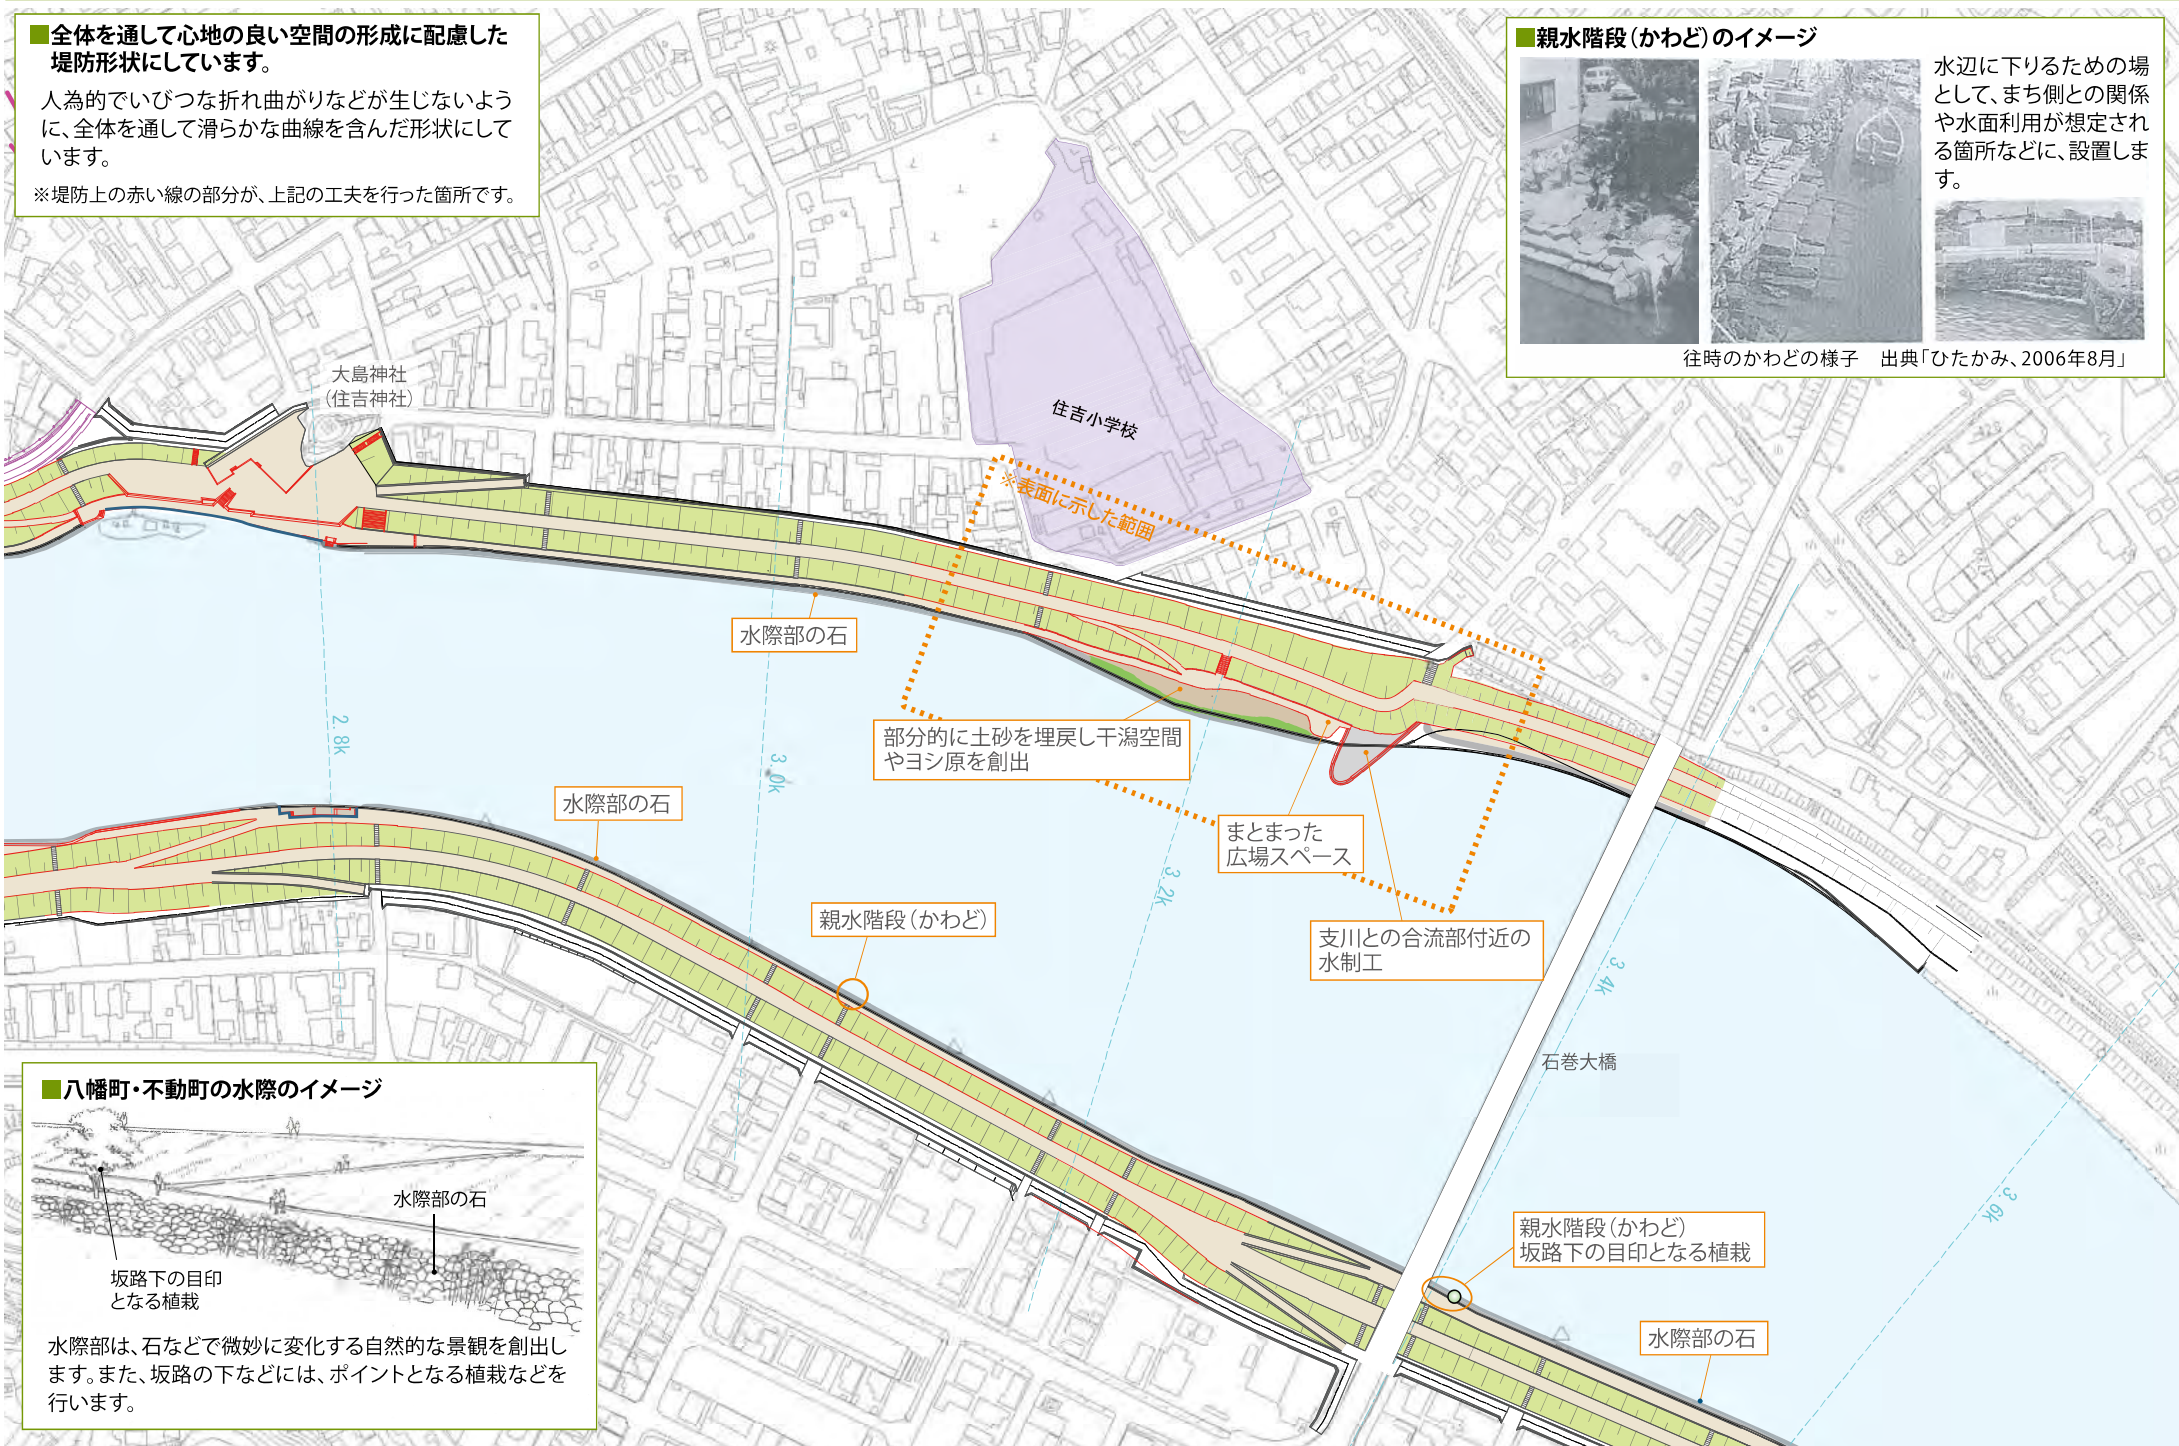 ■全体を通して心地の良い空間の形成に配慮した
堤防形状にしています。
人為的でいびつな折れ曲がりなどが生じないよう
に、全体を通して滑らかな曲線を含んだ形状にして
います。
※堤防上の赤い線の部分が、上記の工夫を行った箇所です。
■親水階段（かわど）のイメージ
水辺に下りるための場
として、まち側との関係
や水面利用が想定され
る箇所などに、設置しま
す。
往時のかわどの様子　出典「ひたかみ、2006年8月」
大島神社
（住吉神社）
住吉小学校
※表面に示した範囲
水際部の石
部分的に土砂を埋戻し干潟空間
やヨシ原を創出
まとまった
広場スペース
支川との合流部付近の
水制工
水際部の石
親水階段（かわど）
2.8k
3.0k
3.2k
3.4k
3.6k
石巻大橋
親水階段（かわど）
坂路下の目印となる植栽
水際部の石
■八幡町・不動町の水際のイメージ
水際部の石
坂路下の目印
となる植栽
水際部は、石などで微妙に変化する自然的な景観を創出し
ます。また、坂路の下などには、ポイントとなる植栽などを
行います。